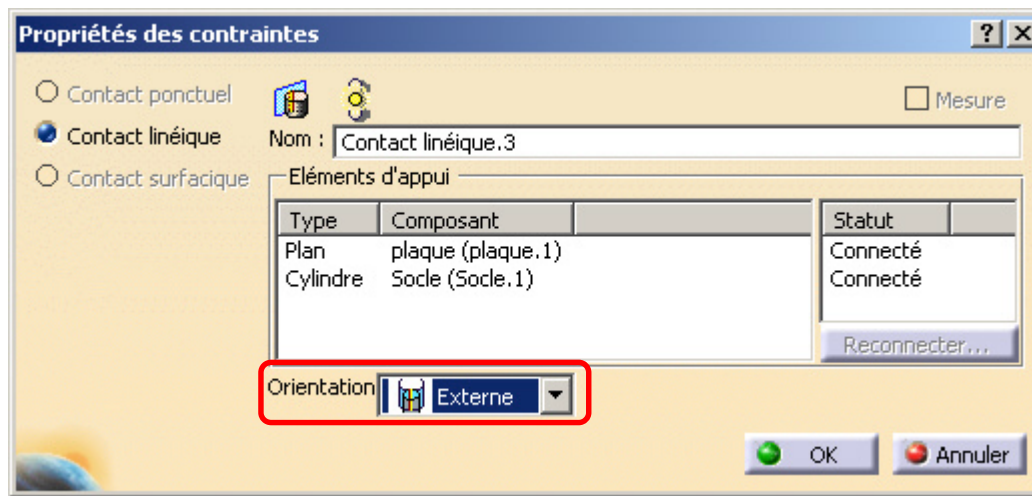 Propriétés des contraintes
Contact ponctuel
Mesure
Contact linéique
Nom : Contact linéique.3
Contact surfacique
Eléments d'appui
Type Composant Statut
Plan plaque (plaque.1) Connecté
Cylindre Socle (Socle.1) Connecté
Reconnecter...
Orientation Externe
OK Annuler